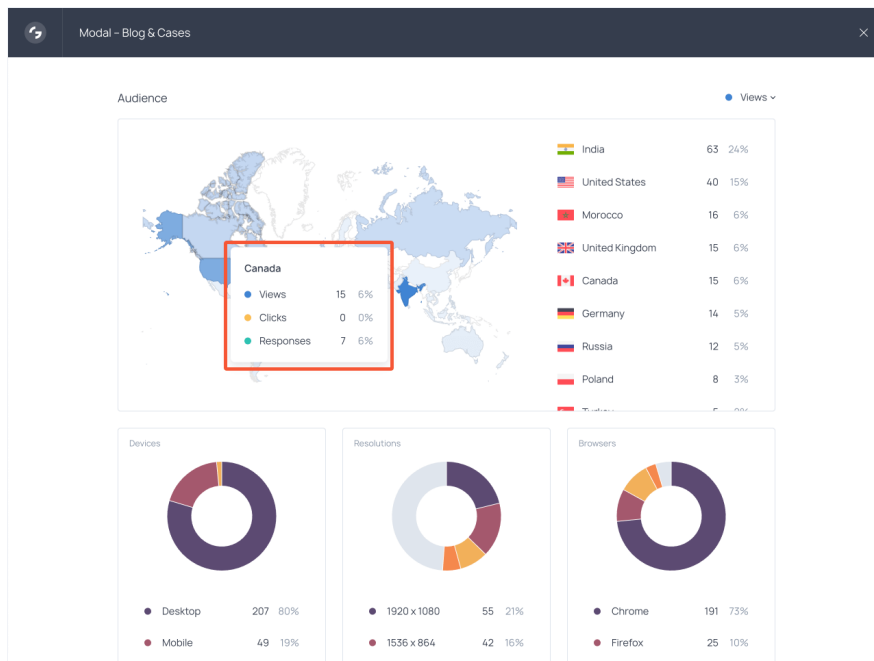 Modal – Blog & Cases
Audience
Views
India 63 24%
United States 40 15%
Morocco 16 6%
United Kingdom 15 6%
Canada 15 6%
Germany 14 5%
Russia 12 5%
Poland 8 3%
Canada
Views 15 6%
Clicks 0 0%
Responses 7 6%
Devices
Desktop 207 80%
Mobile 49 19%
Resolutions
1920 x 1080 55 21%
1536 x 864 42 16%
Browsers
Chrome 191 73%
Firefox 25 10%